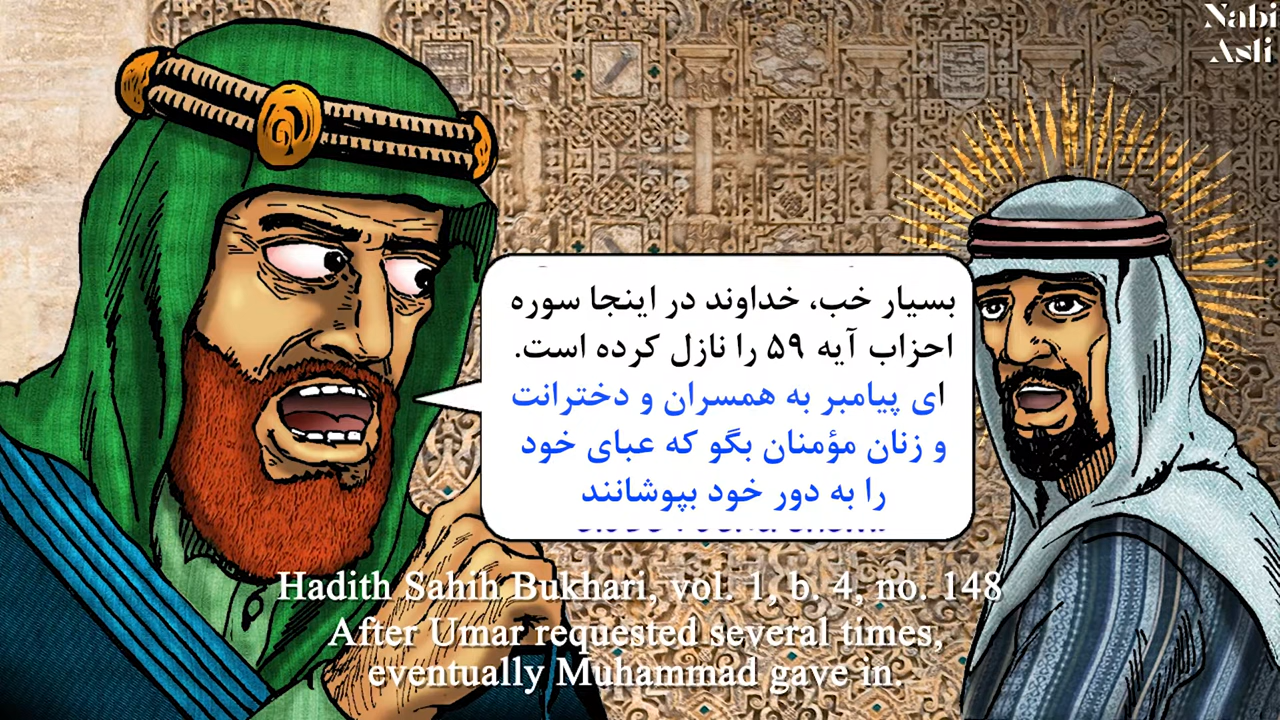 Nabi
Asli
بسیار خب، خداوند در اینجا سوره
احزاب آیه ۵۹ را نازل کرده است.
ای پیامبر به همسران و دخترانت
و زنان مؤمنان بگو که عبای خود
را به دور خود بپوشانند
Hadith Sahih Bukhari, vol. 1, b. 4, no. 148
After Umar requested several times,
eventually Muhammad gave in.